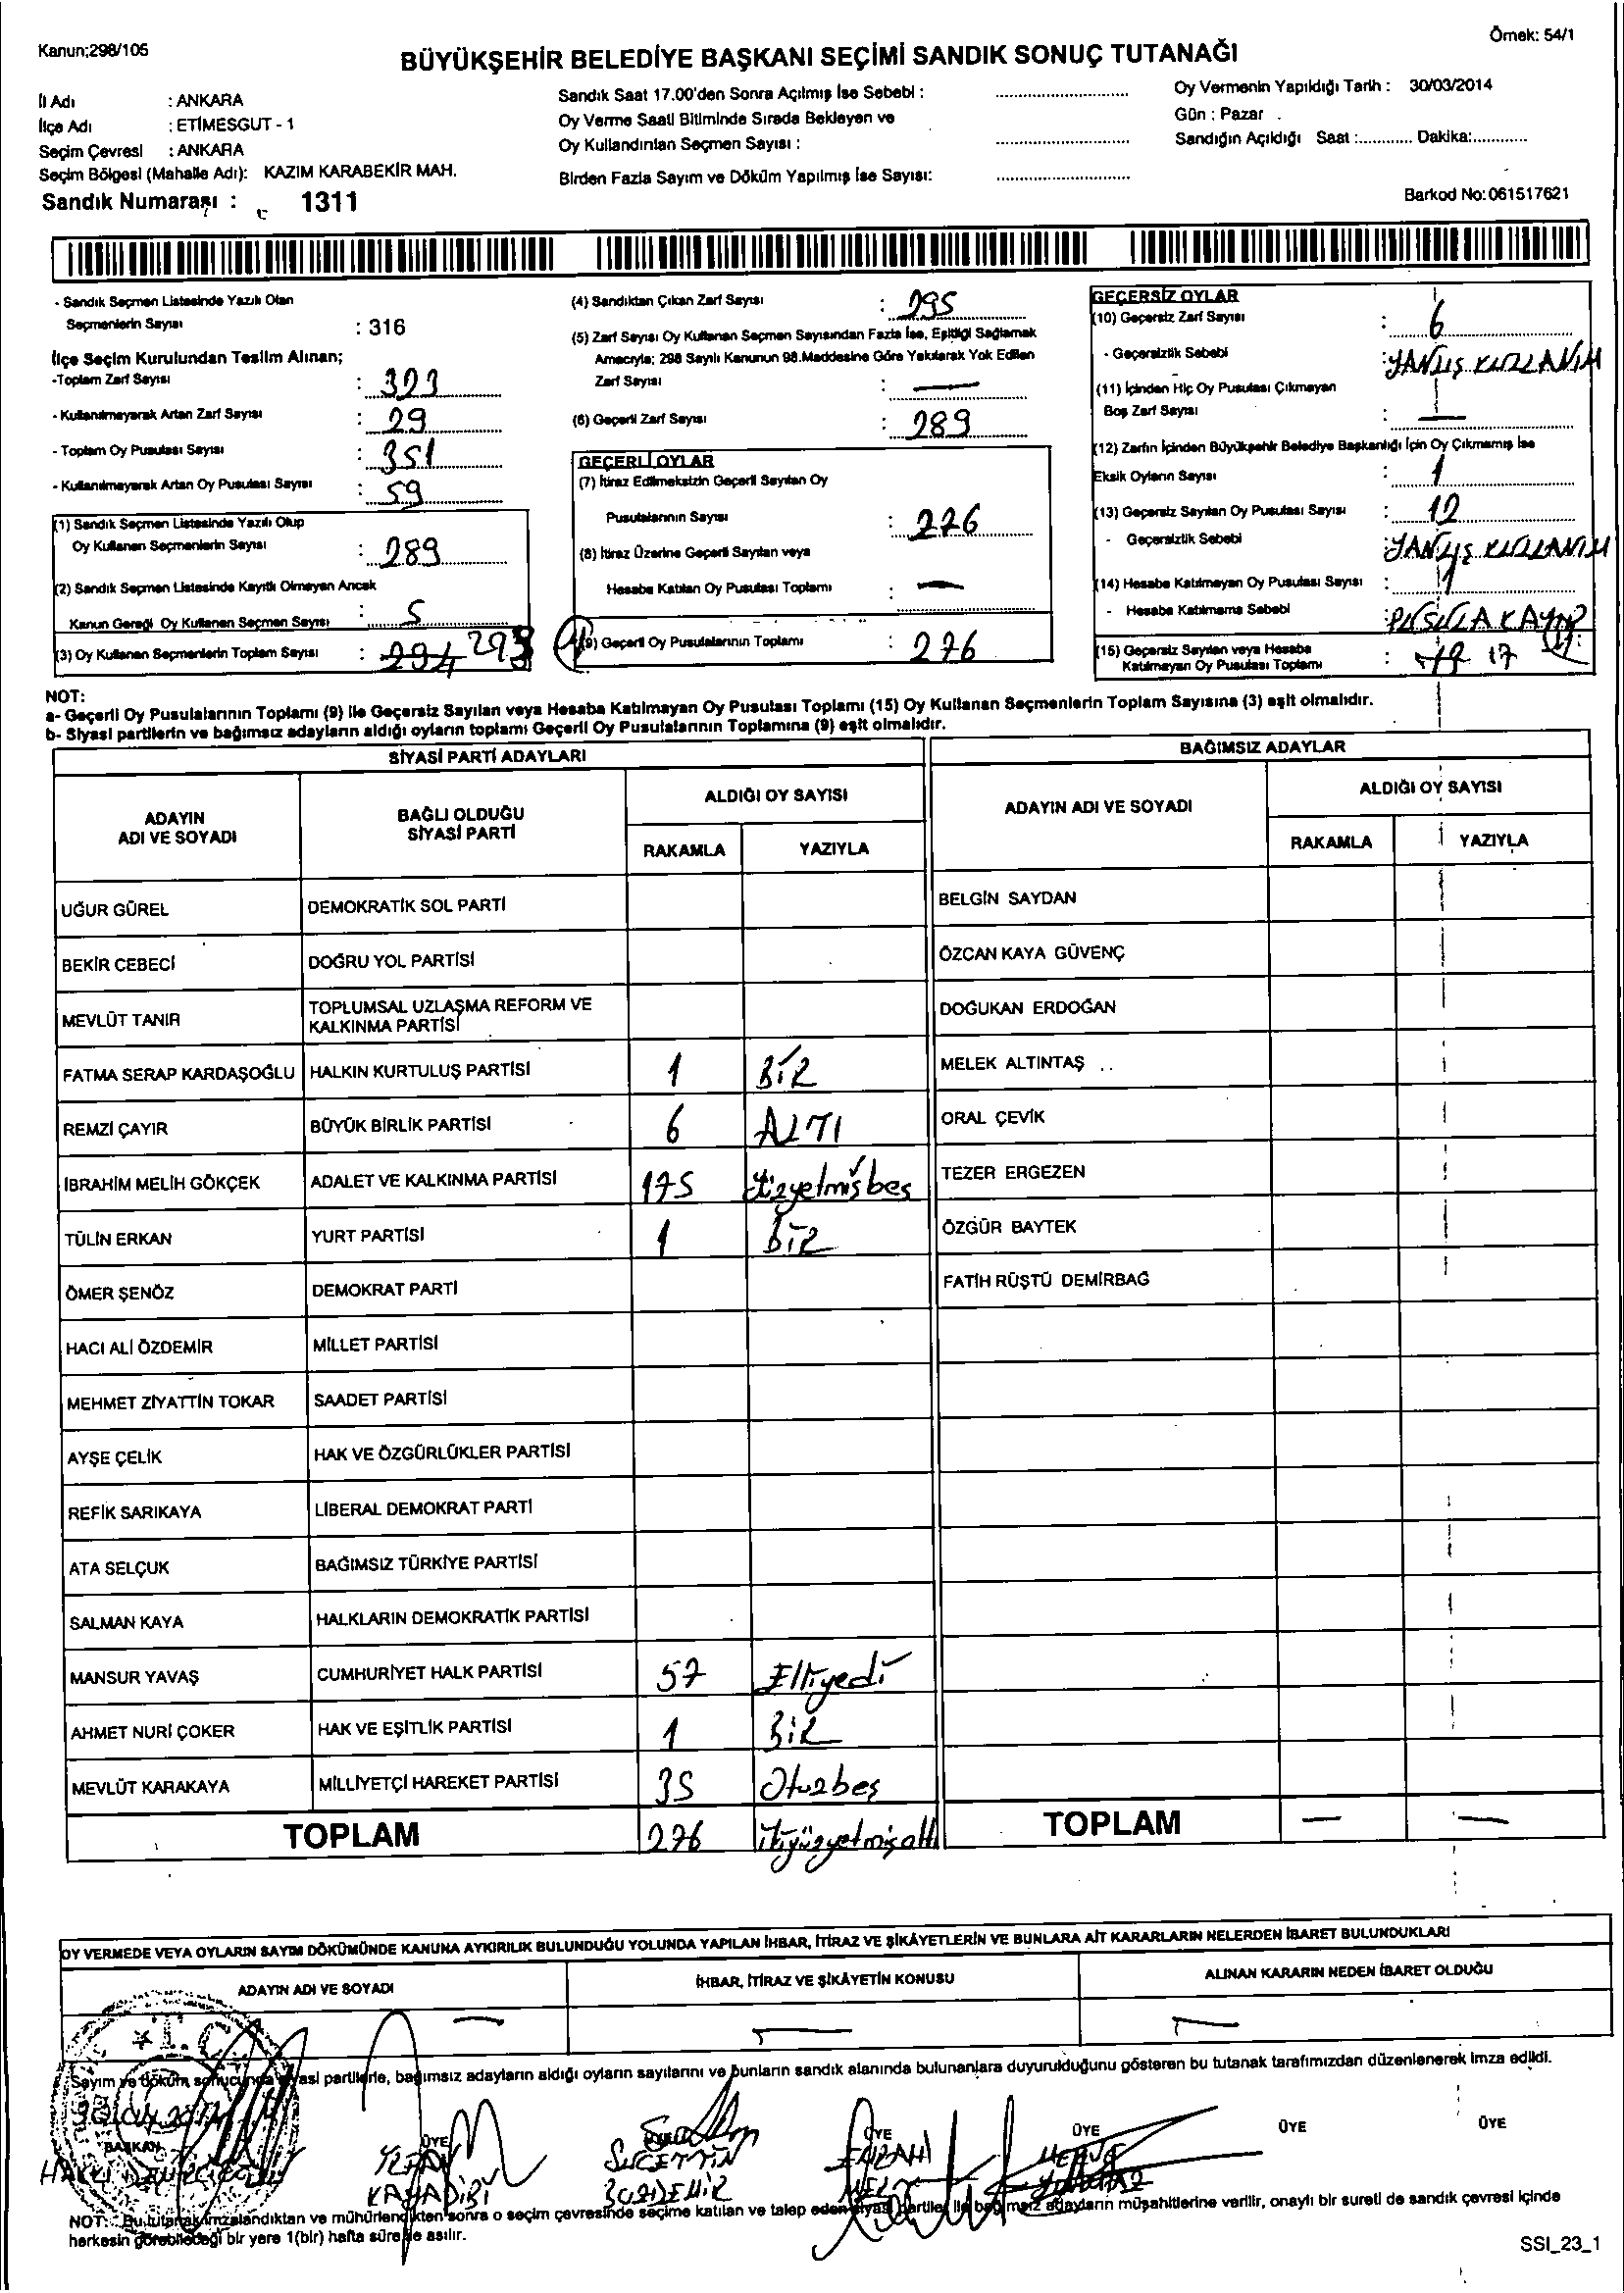 Kanun;298/105
Örnek: 54/1
BÜYÜKŞEHİR BELEDİYE BAŞKANI SEÇİMİ SANDIK SONUÇ TUTANAĞI
İl Adı : ANKARA
İlçe Adı : ETİMESGUT - 1
Seçim Çevresi : ANKARA
Seçim Bölgesi (Mahalle Adı): KAZIM KARABEKİR MAH.
Sandık Numarası : 1311
Sandık Saat 17.00'den Sonra Açılmış İse Sebebi :
Oy Verme Saati Bitiminde Sırada Bekleyen ve
Oy Kullandırılan Seçmen Sayısı :
Birden Fazla Sayım ve Döküm Yapılmış İse Sayısı:
Oy Vermenin Yapıldığı Tarih : 30/03/2014
Gün : Pazar
Sandığın Açıldığı Saat :............ Dakika:............
Barkod No:061517621
- Sandık Seçmen Listesinde Yazılı Olan
Seçmenlerin Sayısı : 316
İlçe Seçim Kurulundan Teslim Alınan;
-Toplam Zarf Sayısı : 323
- Kullanılmayarak Artan Zarf Sayısı : 29
- Toplam Oy Pusulası Sayısı : 351
- Kullanılmayarak Artan Oy Pusulası Sayısı : 59
(1) Sandık Seçmen Listesinde Yazılı Olup
Oy Kullanan Seçmenlerin Sayısı : 289
(2) Sandık Seçmen Listesinde Kayıtlı Olmayan Ancak
Kanun Gereği Oy Kullanan Seçmen Sayısı : 5
(3) Oy Kullanan Seçmenlerin Toplam Sayısı : 294 293
(4) Sandıktan Çıkan Zarf Sayısı : 295
(5) Zarf Sayısı Oy Kullanan Seçmen Sayısından Fazla İse, Eşitliği Sağlamak
Amacıyla; 298 Sayılı Kanunun 98.Maddesine Göre Yakılarak Yok Edilen
Zarf Sayısı : —
(6) Geçerli Zarf Sayısı : 289
GEÇERLİ OYLAR
(7) İtiraz Edilmeksizin Geçerli Sayılan Oy
Pusulalarının Sayısı : 276
(8) İtiraz Üzerine Geçerli Sayılan veya
Hesaba Katılan Oy Pusulası Toplamı : —
(9) Geçerli Oy Pusulalarının Toplamı : 276
GEÇERSİZ OYLAR
(10) Geçersiz Zarf Sayısı : 6
- Geçersizlik Sebebi : YANLIŞ KULLANIM
(11) İçinden Hiç Oy Pusulası Çıkmayan
Boş Zarf Sayısı : —
(12) Zarfın İçinden Büyükşehir Belediye Başkanlığı İçin Oy Çıkmamış İse
Eksik Oyların Sayısı : 1
(13) Geçersiz Sayılan Oy Pusulası Sayısı : 12
- Geçersizlik Sebebi : YANLIŞ KULLANIM
(14) Hesaba Katılmayan Oy Pusulası Sayısı : 1
- Hesaba Katılmama Sebebi : PUSULA KAYIP
(15) Geçersiz Sayılan veya Hesaba
Katılmayan Oy Pusulası Toplamı : 17
NOT:
a- Geçerli Oy Pusulalarının Toplamı (9) ile Geçersiz Sayılan veya Hesaba Katılmayan Oy Pusulası Toplamı (15) Oy Kullanan Seçmenlerin Toplam Sayısına (3) eşit olmalıdır.
b- Siyasi partilerin ve bağımsız adayların aldığı oyların toplamı Geçerli Oy Pusulalarının Toplamına (9) eşit olmalıdır.
SİYASİ PARTİ ADAYLARI
ADAYIN ADI VE SOYADI
BAĞLI OLDUĞU SİYASİ PARTİ
ALDIĞI OY SAYISI
RAKAMLA YAZIYLA
UĞUR GÜREL DEMOKRATİK SOL PARTİ
BEKİR CEBECİ DOĞRU YOL PARTİSİ
MEVLÜT TANIR TOPLUMSAL UZLAŞMA REFORM VE KALKINMA PARTİSİ
FATMA SERAP KARDAŞOĞLU HALKIN KURTULUŞ PARTİSİ 1 BİR
REMZİ ÇAYIR BÜYÜK BİRLİK PARTİSİ 6 ALTI
İBRAHİM MELİH GÖKÇEK ADALET VE KALKINMA PARTİSİ 175 Yüzyetmişbeş
TÜLİN ERKAN YURT PARTİSİ 1 BİR
ÖMER ŞENÖZ DEMOKRAT PARTİ
HACI ALİ ÖZDEMİR MİLLET PARTİSİ
MEHMET ZİYATTİN TOKAR SAADET PARTİSİ
AYŞE ÇELİK HAK VE ÖZGÜRLÜKLER PARTİSİ
REFİK SARIKAYA LİBERAL DEMOKRAT PARTİ
ATA SELÇUK BAĞIMSIZ TÜRKİYE PARTİSİ
SALMAN KAYA HALKLARIN DEMOKRATİK PARTİSİ
MANSUR YAVAŞ CUMHURİYET HALK PARTİSİ 57 Elliyedi
AHMET NURİ ÇOKER HAK VE EŞİTLİK PARTİSİ 1 BİR
MEVLÜT KARAKAYA MİLLİYETÇİ HAREKET PARTİSİ 35 Otuzbeş
TOPLAM 276 ikiyüzyetmişaltı
BAĞIMSIZ ADAYLAR
ADAYIN ADI VE SOYADI
ALDIĞI OY SAYISI
RAKAMLA YAZIYLA
BELGİN SAYDAN
ÖZCAN KAYA GÜVENÇ
DOĞUKAN ERDOĞAN
MELEK ALTINTAŞ
ORAL ÇEVİK
TEZER ERGEZEN
ÖZGÜR BAYTEK
FATİH RÜŞTÜ DEMİRBAĞ
TOPLAM — —
OY VERMEDE VEYA OYLARIN SAYIM DÖKÜMÜNDE KANUNA AYKIRILIK BULUNDUĞU YOLUNDA YAPILAN İHBAR, İTİRAZ VE ŞİKÂYETLERİN VE BUNLARA AİT KARARLARIN NELERDEN İBARET BULUNDUKLARI
ADAYIN ADI VE SOYADI
İHBAR, İTİRAZ VE ŞİKÂYETİN KONUSU
ALINAN KARARIN NEDEN İBARET OLDUĞU
— — —
T.C.
Sayım ve döküm sonucunda siyasi partilerle, bağımsız adayların aldığı oyların sayılarını ve bunların sandık alanında bulunanlara duyurulduğunu gösteren bu tutanak tarafımızdan düzenlenerek imza edildi.
BAŞKAN ÜYE ÜYE ÜYE ÜYE ÜYE
HAKKI
NOT: Bu tutanak imzalandıktan ve mühürlendikten sonra o seçim çevresinde seçime katılan ve talep eden siyasi partiler ile bağımsız adayların müşahitlerine verilir, onaylı bir sureti de sandık çevresi içinde
herkesin görebileceği bir yere 1(bir) hafta süre ile asılır.
SSI_23_1